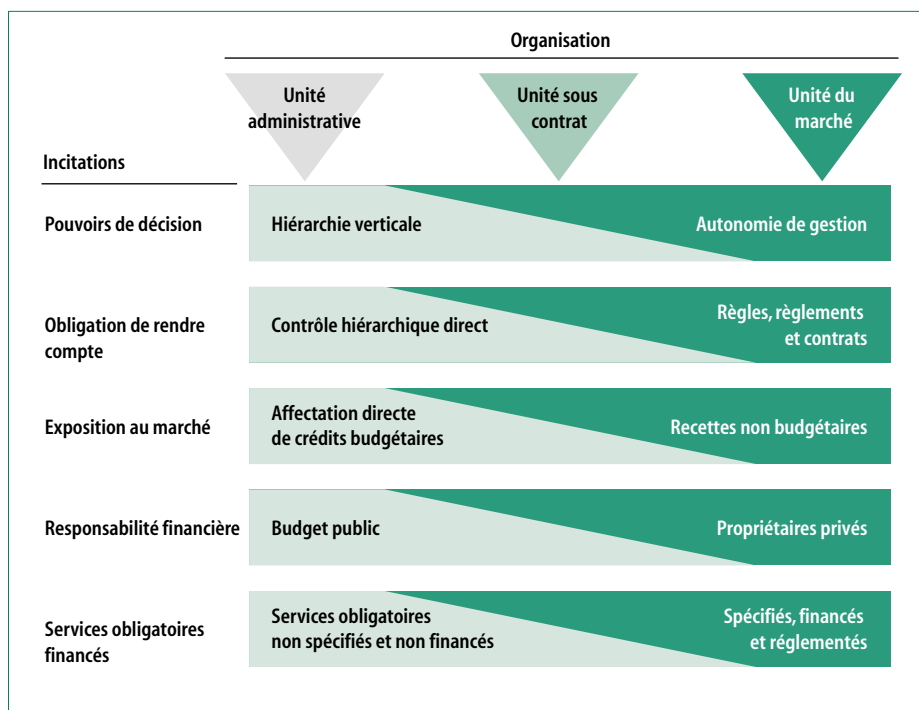 Organisation
Unité
administrative
Unité sous
contrat
Unité du
marché
Incitations
Pouvoirs de décision
Hiérarchie verticale
Autonomie de gestion
Obligation de rendre
compte
Contrôle hiérarchique direct
Règles, règlements
et contrats
Exposition au marché
Affectation directe
de crédits budgétaires
Recettes non budgétaires
Responsabilité financière
Budget public
Propriétaires privés
Services obligatoires
financés
Services obligatoires
non spécifiés et non financés
Spécifiés, financés
et réglementés